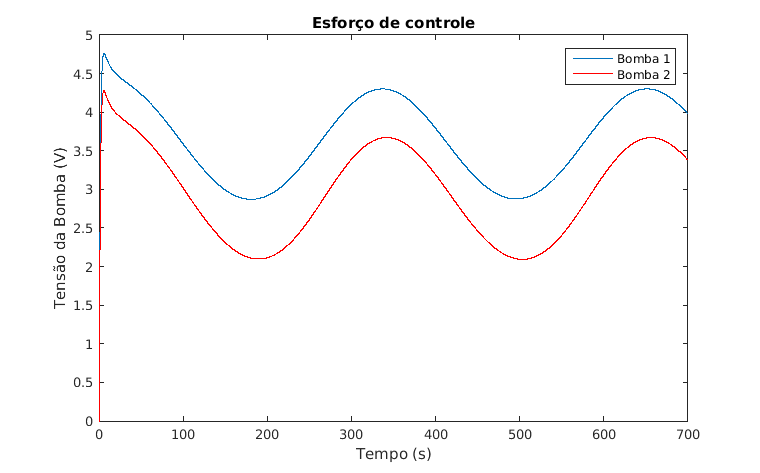 Esforço de controle
Bomba 1
Bomba 2
Tensão da Bomba (V)
5
4.5
4
3.5
3
2.5
2
1.5
1
0.5
0
0 100 200 300 400 500 600 700
Tempo (s)